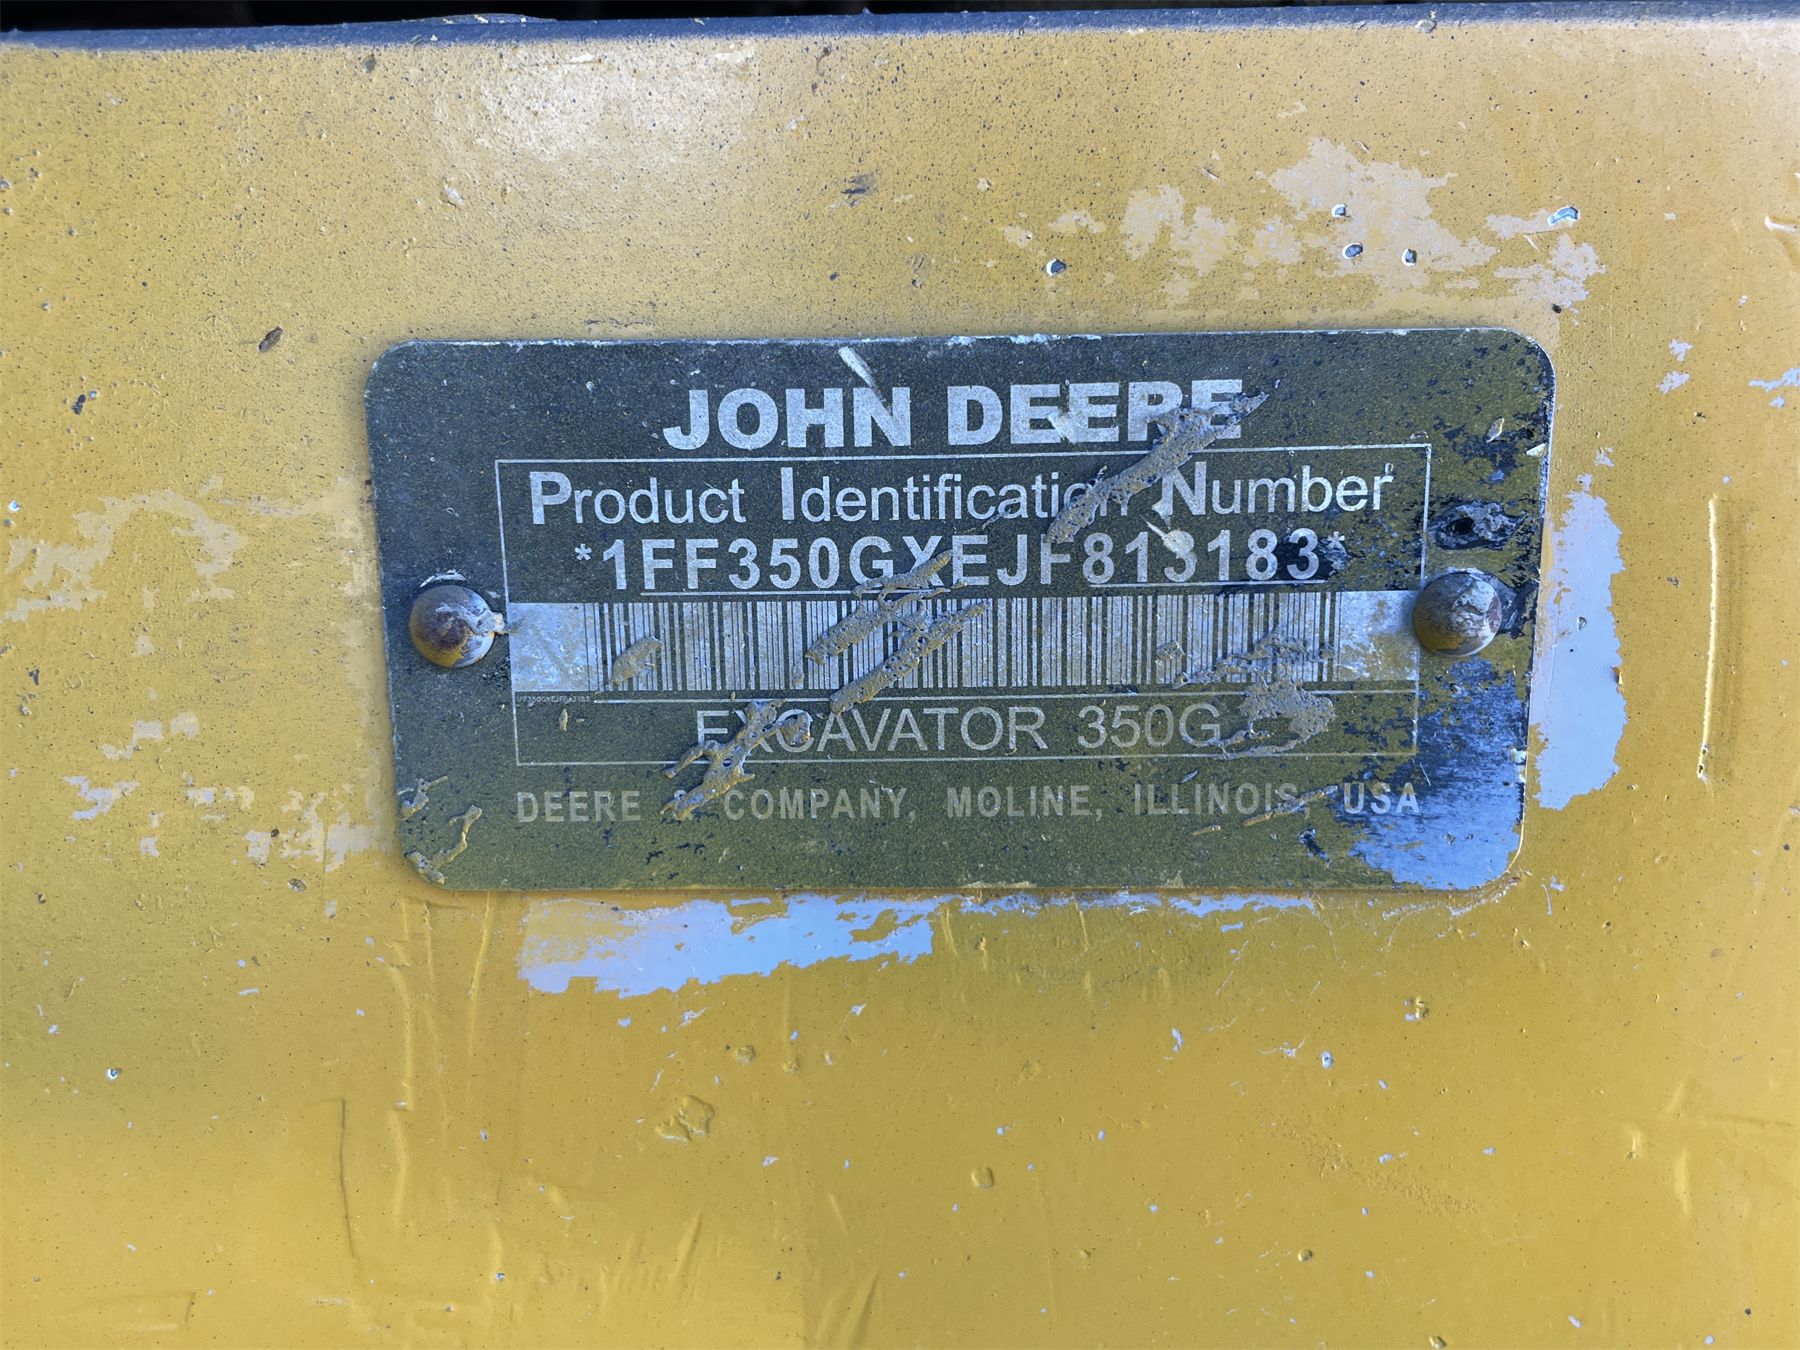 JOHN DEERE
Product Identification Number
*1FF350GXEJF813183*
EXCAVATOR 350G
DEERE & COMPANY, MOLINE, ILLINOIS, USA